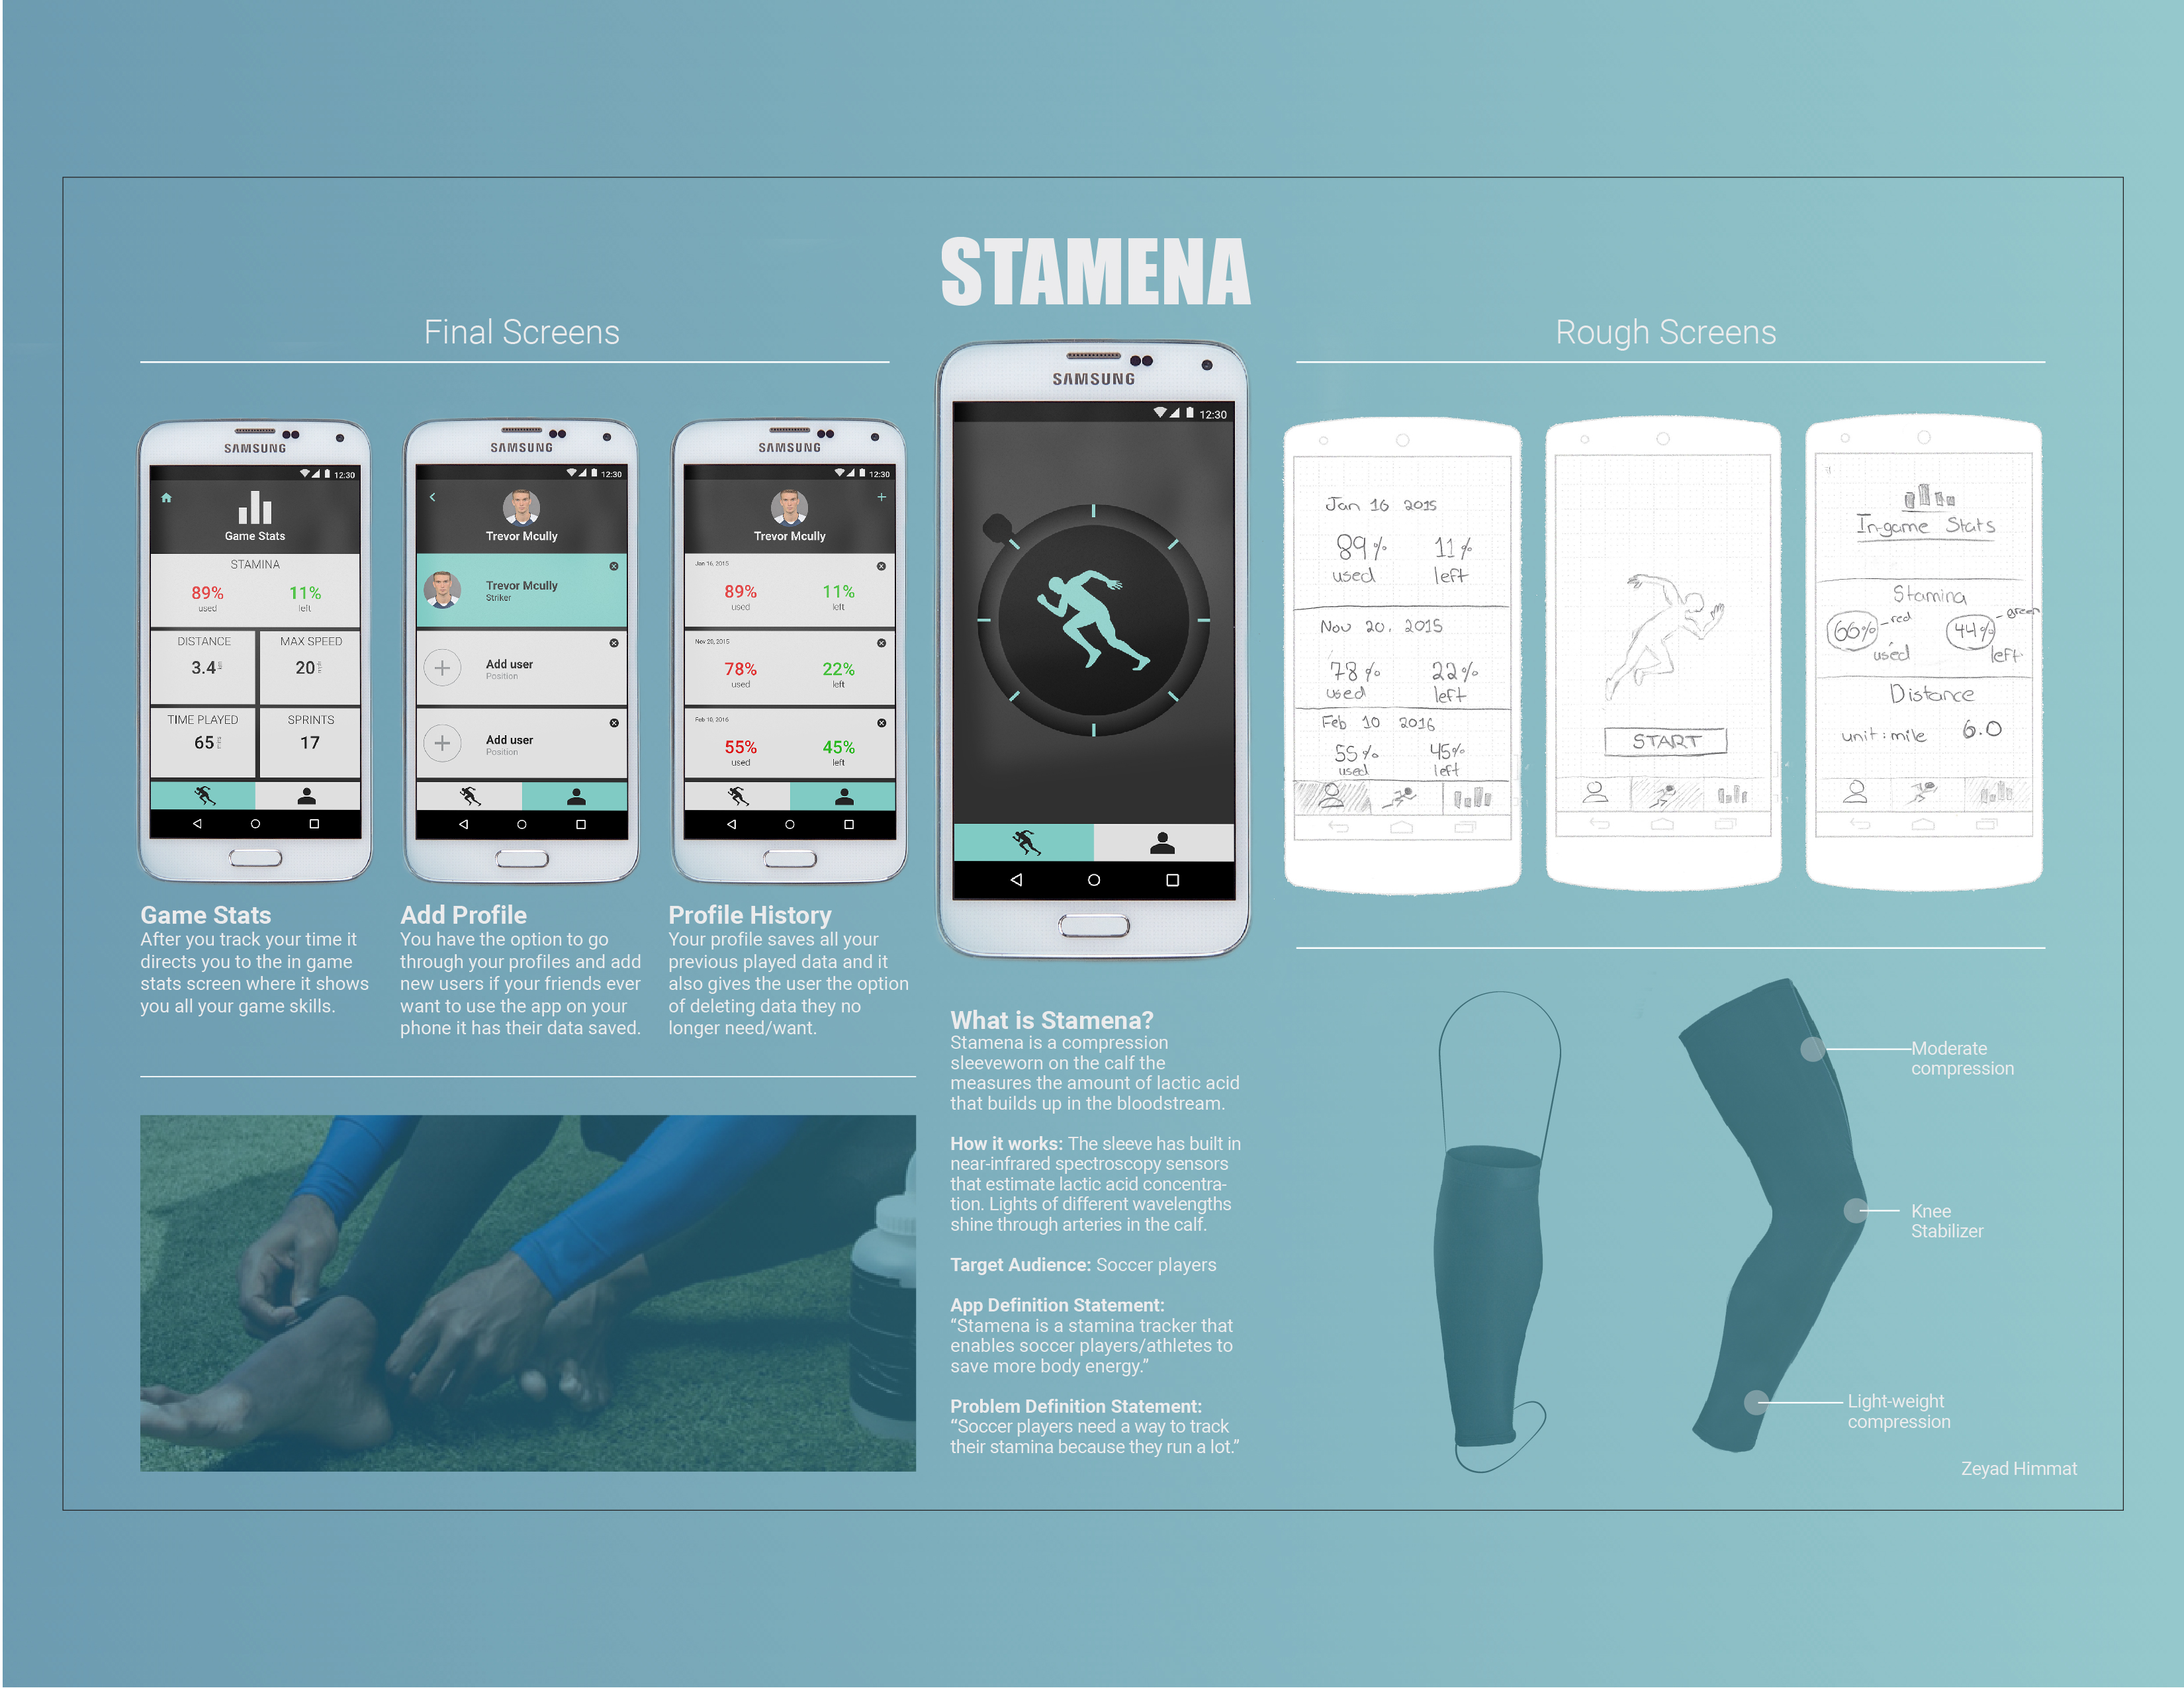 STAMENA
Final Screens
SAMSUNG
12:30
Game Stats
STAMINA
89% 11%
used left
DISTANCE MAX SPEED
3.4 20
TIME PLAYED SPRINTS
65 17
SAMSUNG
12:30
Trevor Mcully
Trevor Mcully
Striker
Add user
Position
Add user
Position
SAMSUNG
12:30
Trevor Mcully
Jan 16, 2015
89% 11%
used left
Nov 20, 2015
78% 22%
used left
Feb 10, 2016
55% 45%
used left
Game Stats
After you track your time it
directs you to the in game
stats screen where it shows
you all your game skills.
Add Profile
You have the option to go
through your profiles and add
new users if your friends ever
want to use the app on your
phone it has their data saved.
Profile History
Your profile saves all your
previous played data and it
also gives the user the option
of deleting data they no
longer need/want.
SAMSUNG
12:30
What is Stamena?
Stamena is a compression
sleeveworn on the calf the
measures the amount of lactic acid
that builds up in the bloodstream.
How it works: The sleeve has built in
near-infrared spectroscopy sensors
that estimate lactic acid concentra-
tion. Lights of different wavelengths
shine through arteries in the calf.
Target Audience: Soccer players
App Definition Statement:
"Stamena is a stamina tracker that
enables soccer players/athletes to
save more body energy."
Problem Definition Statement:
"Soccer players need a way to track
their stamina because they run a lot."
Rough Screens
Jan 16 2015
89% 11%
used left
Nov 20, 2015
78% 22%
used left
Feb 10 2016
55% 45%
used left
START
In-game Stats
Stamina
66% - red 44% - green
used left
Distance
unit: mile 6.0
Moderate
compression
Knee
Stabilizer
Light-weight
compression
Zeyad Himmat